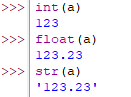 >>> int(a)
123
>>> float(a)
123.23
>>> str(a)
'123.23'